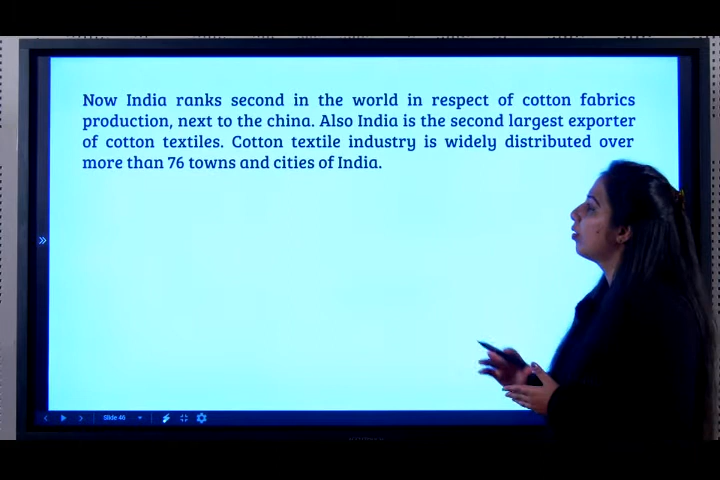 Now India ranks second in the world in respect of cotton fabrics
production, next to the china. Also India is the second largest exporter
of cotton textiles. Cotton textile industry is widely distributed over
more than 76 towns and cities of India.
Slide 46